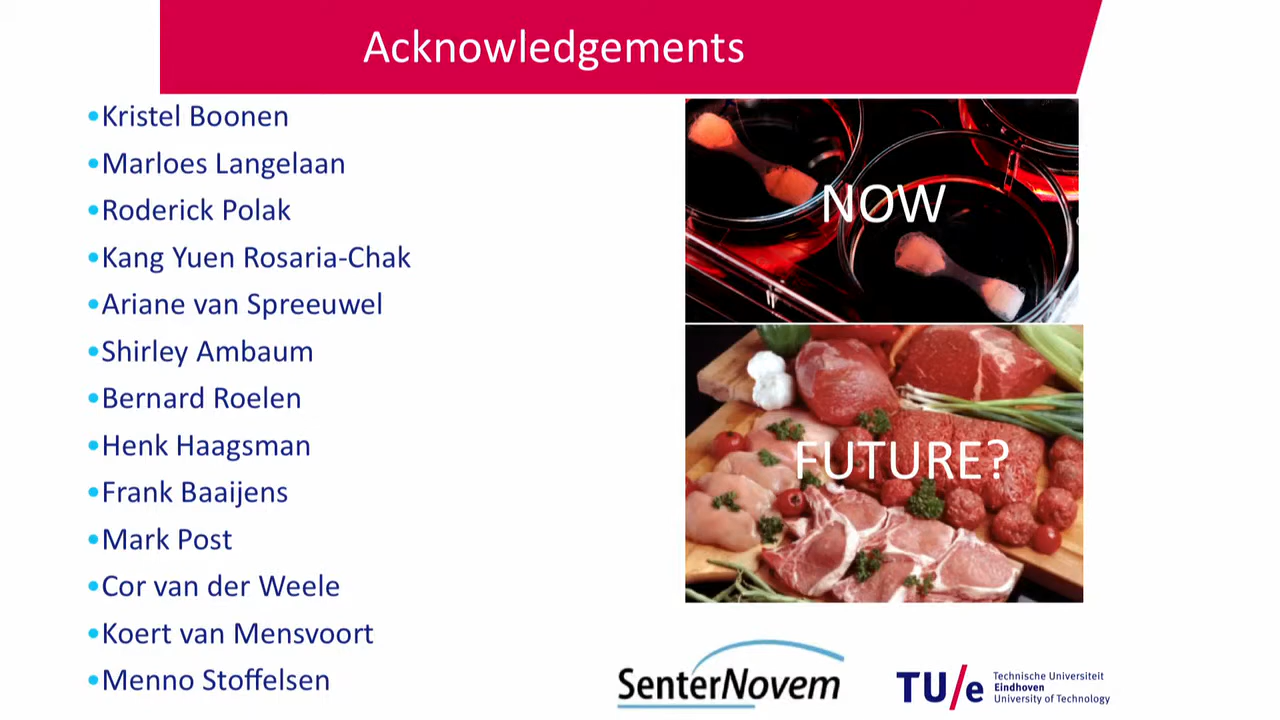 Acknowledgements
•Kristel Boonen
•Marloes Langelaan
•Roderick Polak
•Kang Yuen Rosaria-Chak
•Ariane van Spreeuwel
•Shirley Ambaum
•Bernard Roelen
•Henk Haagsman
•Frank Baaijens
•Mark Post
•Cor van der Weele
•Koert van Mensvoort
•Menno Stoffelsen
NOW
FUTURE?
SenterNovem
TU/e
Technische Universiteit
Eindhoven
University of Technology